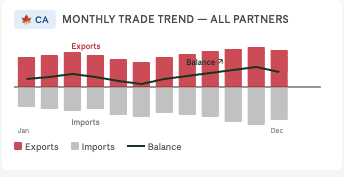 CA MONTHLY TRADE TREND — ALL PARTNERS
Exports
Balance ↗
Imports
Jan Dec
Exports Imports Balance